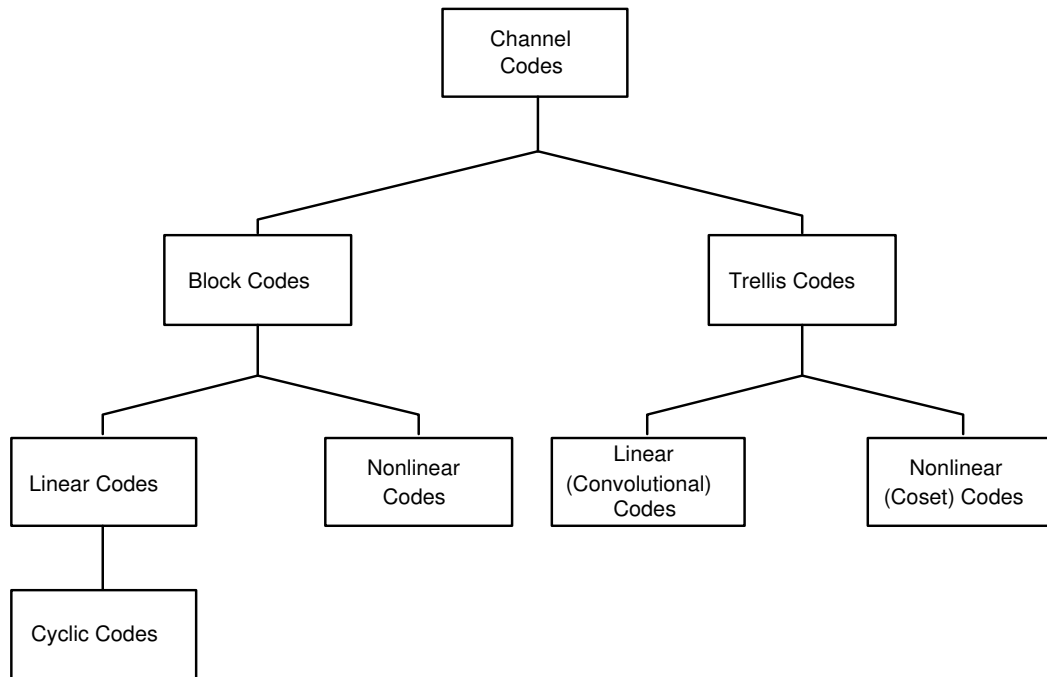 Channel
Codes
Block Codes
Trellis Codes
Linear Codes
Nonlinear
Codes
Linear
(Convolutional)
Codes
Nonlinear
(Coset) Codes
Cyclic Codes